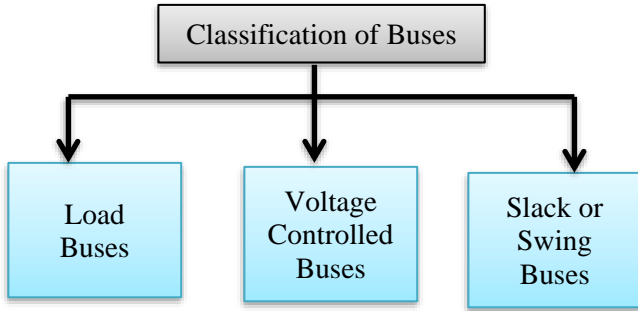 Classification of Buses
Load
Buses
Voltage
Controlled
Buses
Slack or
Swing
Buses